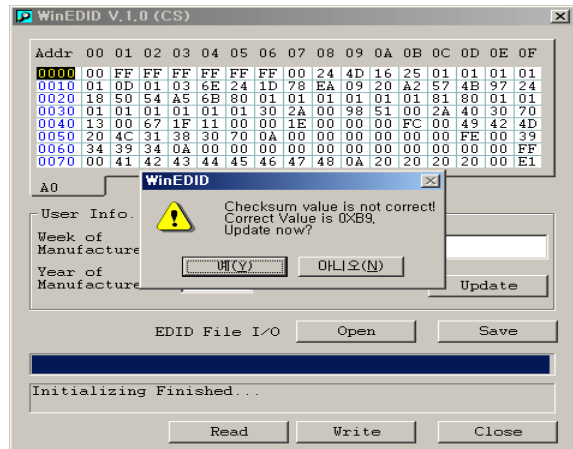 WinEDID V,1,0 (CS)
Addr 00 01 02 03 04 05 06 07 08 09 0A 0B 0C 0D 0E 0F
0000 00 FF FF FF FF FF FF 00 24 4D 16 25 01 01 01 01
0010 01 0D 01 03 6E 24 1D 78 EA 09 20 A2 57 4B 97 24
0020 18 50 54 A5 6B 80 01 01 01 01 01 01 81 80 01 01
0030 01 01 01 01 01 01 30 2A 00 98 51 00 2A 40 30 70
0040 13 00 67 1F 11 00 00 1E 00 00 00 FC 00 49 42 4D
0050 20 4C 31 38 30 70 0A 00 00 00 00 00 00 FE 00 39
0060 34 39 34 0A 00 00 00 00 00 00 00 00 00 00 00 FF
0070 00 41 42 43 44 45 46 47 48 0A 20 20 20 20 00 E1
A0
WinEDID
Checksum value is not correct!
Correct Value is 0XB9,
Update now?
예(Y) 아니오(N)
User Info.
Week of
Manufacture
Year of
Manufacture
Update
EDID File I/O Open Save
Initializing Finished...
Read Write Close